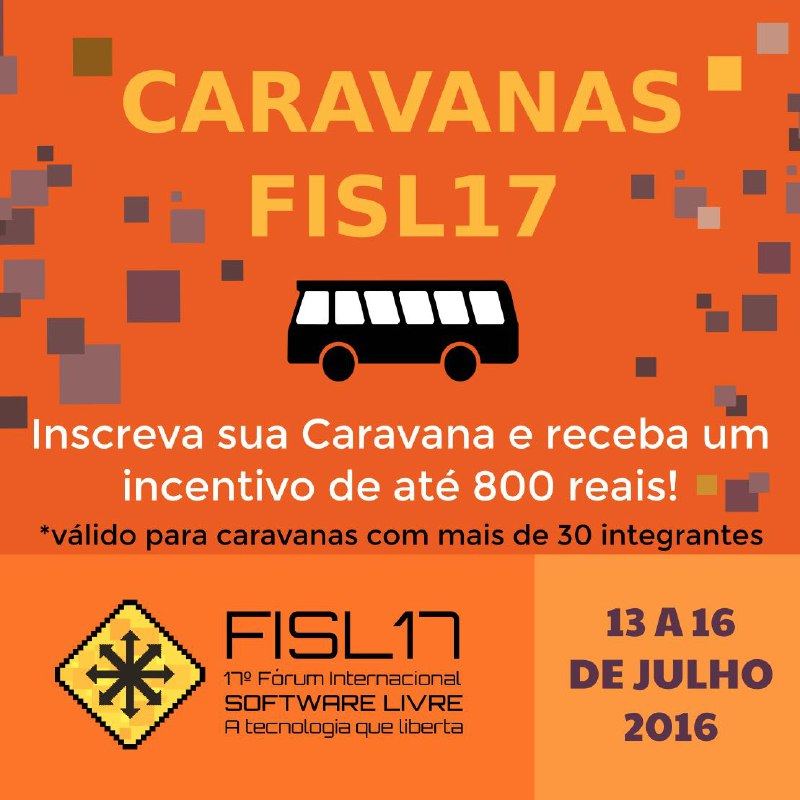 CARAVANAS
FISL17
Inscreva sua Caravana e receba um
incentivo de até 800 reais!
*válido para caravanas com mais de 30 integrantes
FISL17
17º Fórum Internacional
SOFTWARE LIVRE
A tecnologia que liberta
13 A 16
DE JULHO
2016